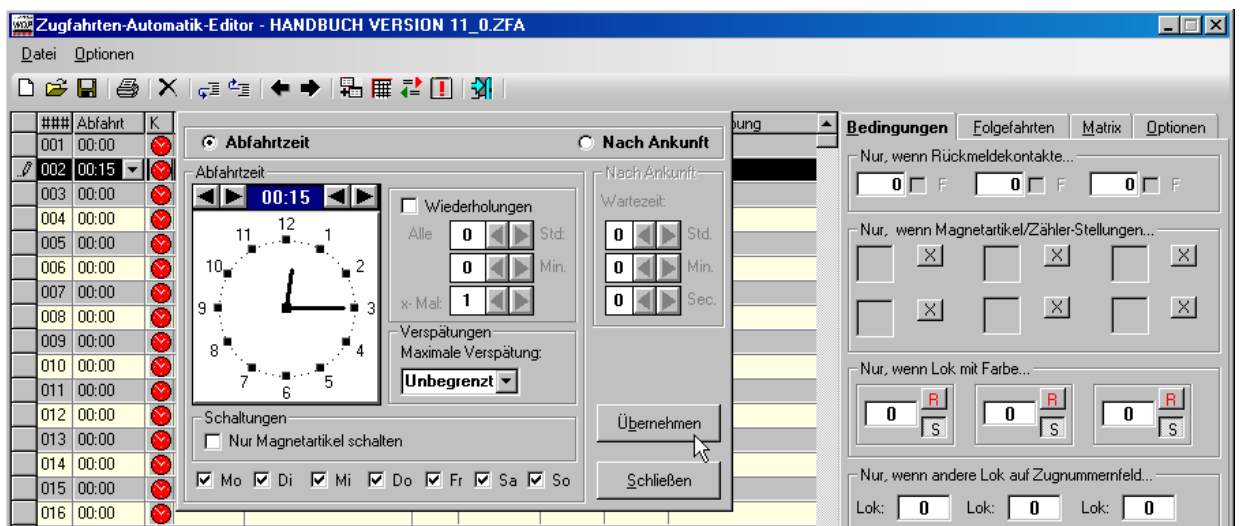 Zugfahrten-Automatik-Editor - HANDBUCH VERSION 11_0.ZFA
Datei Optionen
### Abfahrt K
001 00:00
002 00:15
003 00:00
004 00:00
005 00:00
006 00:00
007 00:00
008 00:00
009 00:00
010 00:00
011 00:00
012 00:00
013 00:00
014 00:00
015 00:00
016 00:00
Abfahrtzeit
Nach Ankunft
Abfahrtzeit
00:15
12
1
2
3
4
5
6
7
8
9
10
11
Wiederholungen
Alle 0 Std:
0 Min.
x- Mal: 1
Verspätungen
Maximale Verspätung:
Unbegrenzt
Nach Ankunft
Wartezeit:
0 Std.
0 Min.
0 Sec.
Schaltungen
Nur Magnetartikel schalten
Mo Di Mi Do Fr Sa So
Übernehmen
Schließen
bung
Bedingungen Folgefahrten Matrix Optionen
Nur, wenn Rückmeldekontakte...
0 F 0 F 0 F
Nur, wenn Magnetartikel/Zähler-Stellungen...
X X X
X X X
Nur, wenn Lok mit Farbe...
0 R S 0 R S 0 R S
Nur, wenn andere Lok auf Zugnummernfeld...
Lok: 0 Lok: 0 Lok: 0